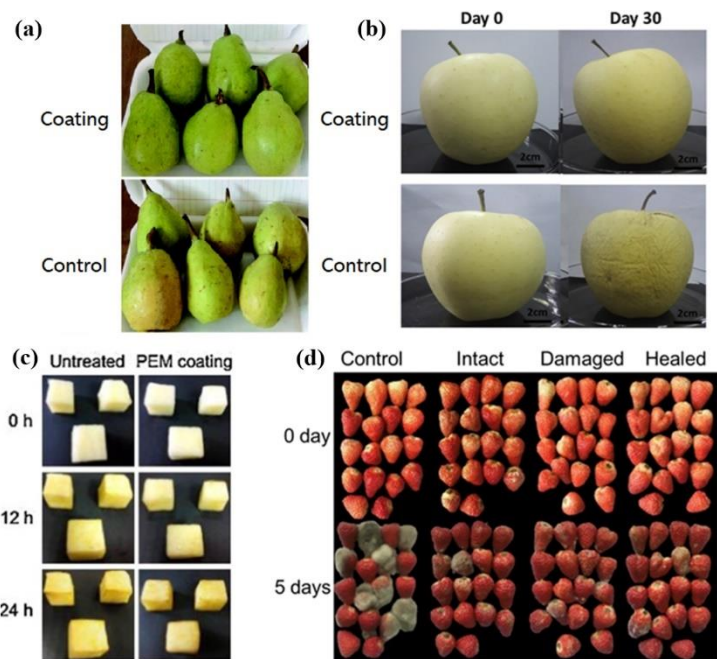 (a)
Coating
Control
(b)
Day 0 Day 30
Coating
2cm 2cm
Control
2cm 2cm
(c)
Untreated PEM coating
0 h
12 h
24 h
(d)
Control Intact Damaged Healed
0 day
5 days